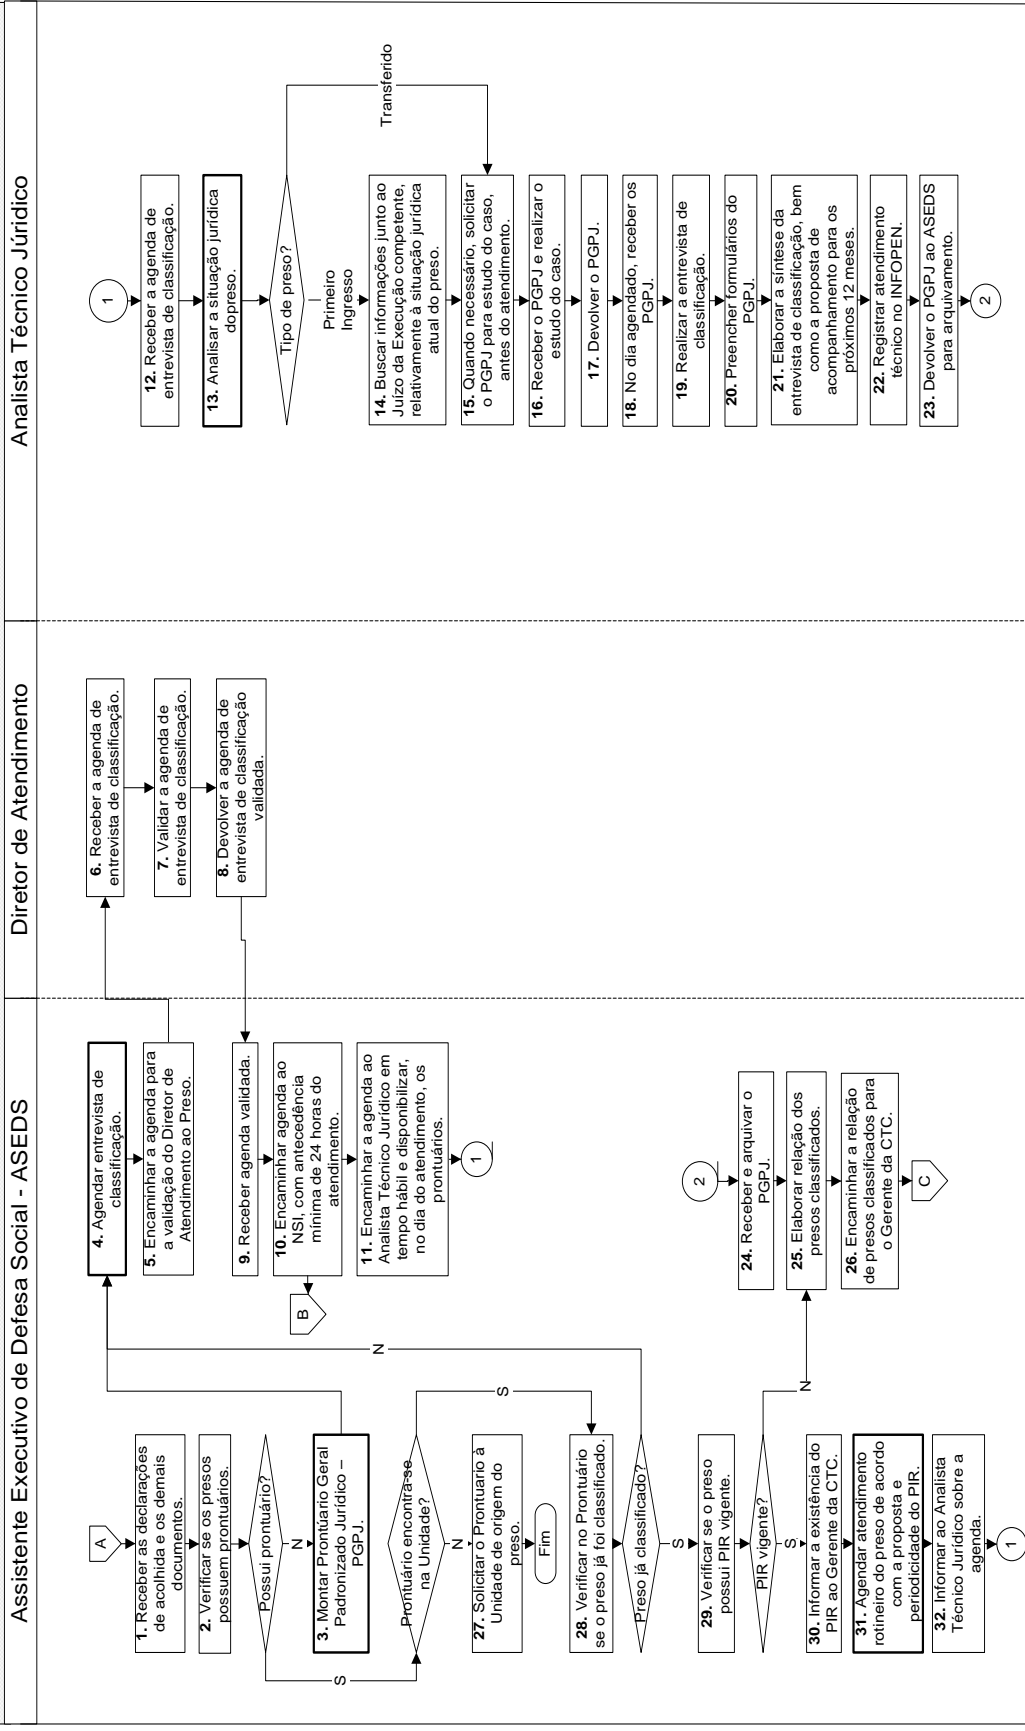 Assistente Executivo de Defesa Social - ASEDS
Diretor de Atendimento
Analista Técnico Júridico
A
1. Receber as declarações
de acolhida e os demais
documentos.
2. Verificar se os presos
possuem prontuários.
Possui prontuário?
N
S
3. Montar Prontúario Geral
Padronizado Jurídico –
PGPJ.
Prontuário encontra-se
na Unidade?
N
S
27. Solicitar o Prontuario à
Unidade de origem do
preso.
Fim
28. Verificar no Prontuário
se o preso já foi classificado.
Preso já classificado?
N
S
29. Verificar se o preso
possui PIR vigente.
PIR vigente?
N
S
30. Informar a existência do
PIR ao Gerente da CTC.
31. Agendar atendimento
rotineiro do preso de acordo
com a proposta e
periodicidade do PIR.
32. Informar ao Analista
Técnico Jurídico sobre a
agenda.
1
4. Agendar entrevista de
classificação.
5. Encaminhar a agenda para
a validação do Diretor de
Atendimento ao Preso.
9. Receber agenda validada.
10. Encaminhar agenda ao
NSI, com antecedência
mínima de 24 horas do
atendimento.
B
11. Encaminhar a agenda ao
Analista Técnico Jurídico em
tempo hábil e disponibilizar,
no dia do atendimento, os
prontuários.
1
2
24. Receber e arquivar o
PGPJ.
25. Elaborar relação dos
presos classificados.
26. Encaminhar a relação
de presos classificados para
o Gerente da CTC.
C
6. Receber a agenda de
entrevista de classificação.
7. Validar a agenda de
entrevista de classificação.
8. Devolver a agenda de
entrevista de classificação
validada.
1
12. Receber a agenda de
entrevista de classificação.
13. Analisar a situação jurídica
dopreso.
Tipo de preso?
Primeiro
Ingresso
Transferido
14. Buscar informações junto ao
Juízo da Execução competente,
relativamente à situação jurídica
atual do preso.
15. Quando necessário, solicitar
o PGPJ para estudo do caso,
antes do atendimento.
16. Receber o PGPJ e realizar o
estudo do caso.
17. Devolver o PGPJ.
18. No dia agendado, receber os
PGPJ.
19. Realizar a entrevista de
classificação.
20. Preencher formulários do
PGPJ.
21. Elaborar a síntese da
entrevista de classificação, bem
como a proposta de
acompanhamento para os
próximos 12 meses.
22. Registrar atendimento
técnico no INFOPEN.
23. Devolver o PGPJ ao ASEDS
para arquivamento.
2